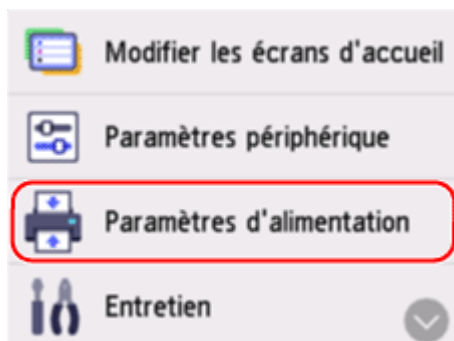 Modifier les écrans d'accueil
Paramètres périphérique
Paramètres d'alimentation
Entretien